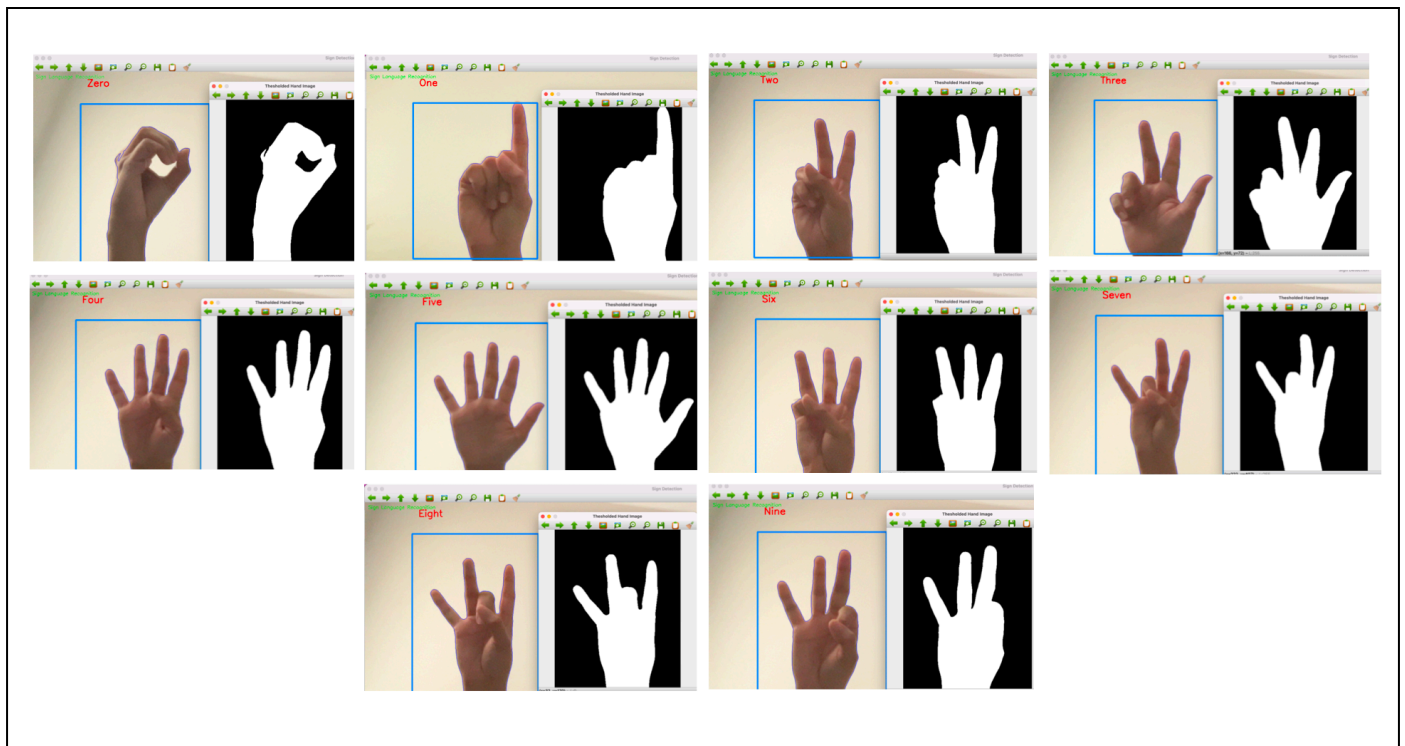 Sign Detection
Sign Language Recognition
Zero
Thesholded Hand Image
Sign Detection
Sign Language Recognition
One
Thesholded Hand Image
Sign Detection
Sign Language Recognition
Two
Thesholded Hand Image
Sign Detection
Sign Language Recognition
Three
Thesholded Hand Image
Sign Detection
Sign Language Recognition
Four
Thesholded Hand Image
Sign Detection
Sign Language Recognition
Five
Thesholded Hand Image
Sign Detection
Sign Language Recognition
Six
Thesholded Hand Image
Sign Detection
Sign Language Recognition
Seven
Thesholded Hand Image
Sign Detection
Sign Language Recognition
Eight
Thesholded Hand Image
Sign Detection
Sign Language Recognition
Nine
Thesholded Hand Image